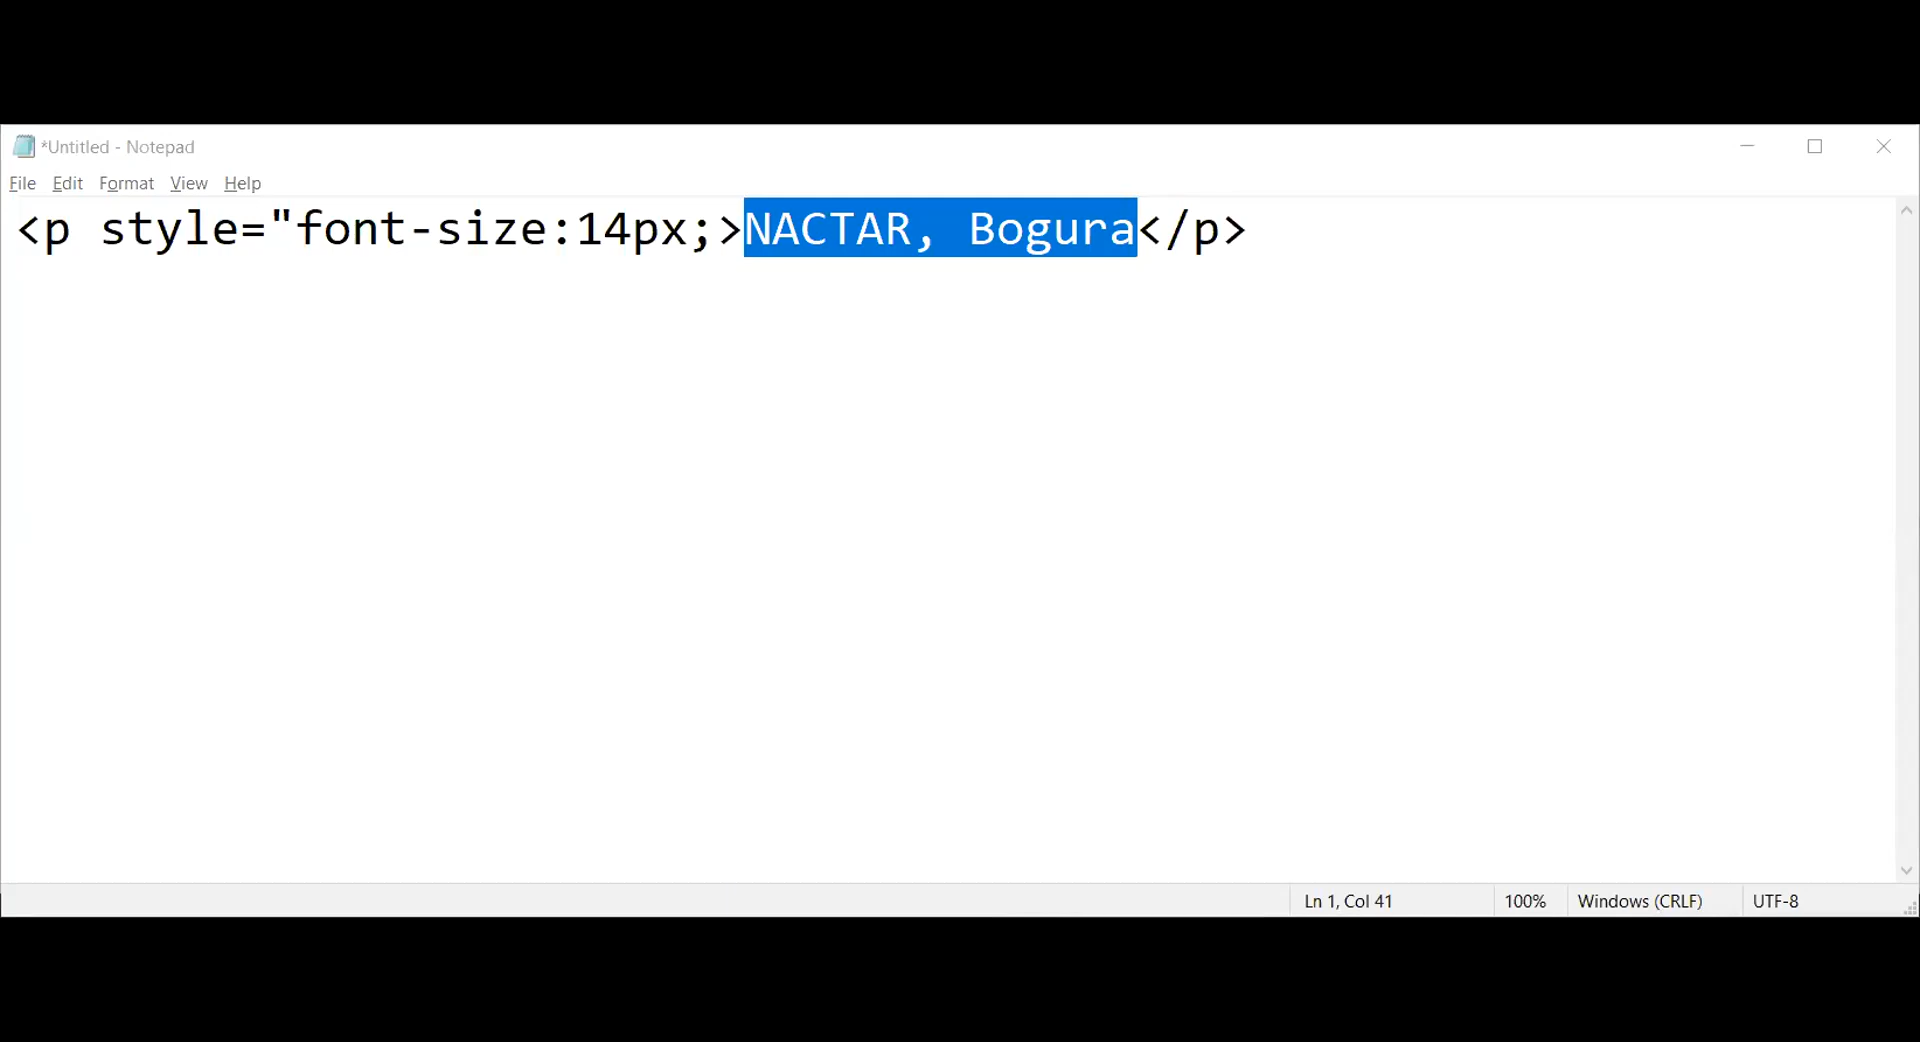 *Untitled - Notepad
File Edit Format View Help
<p style="font-size:14px;>NACTAR, Bogura</p>
Ln 1, Col 41 100% Windows (CRLF) UTF-8